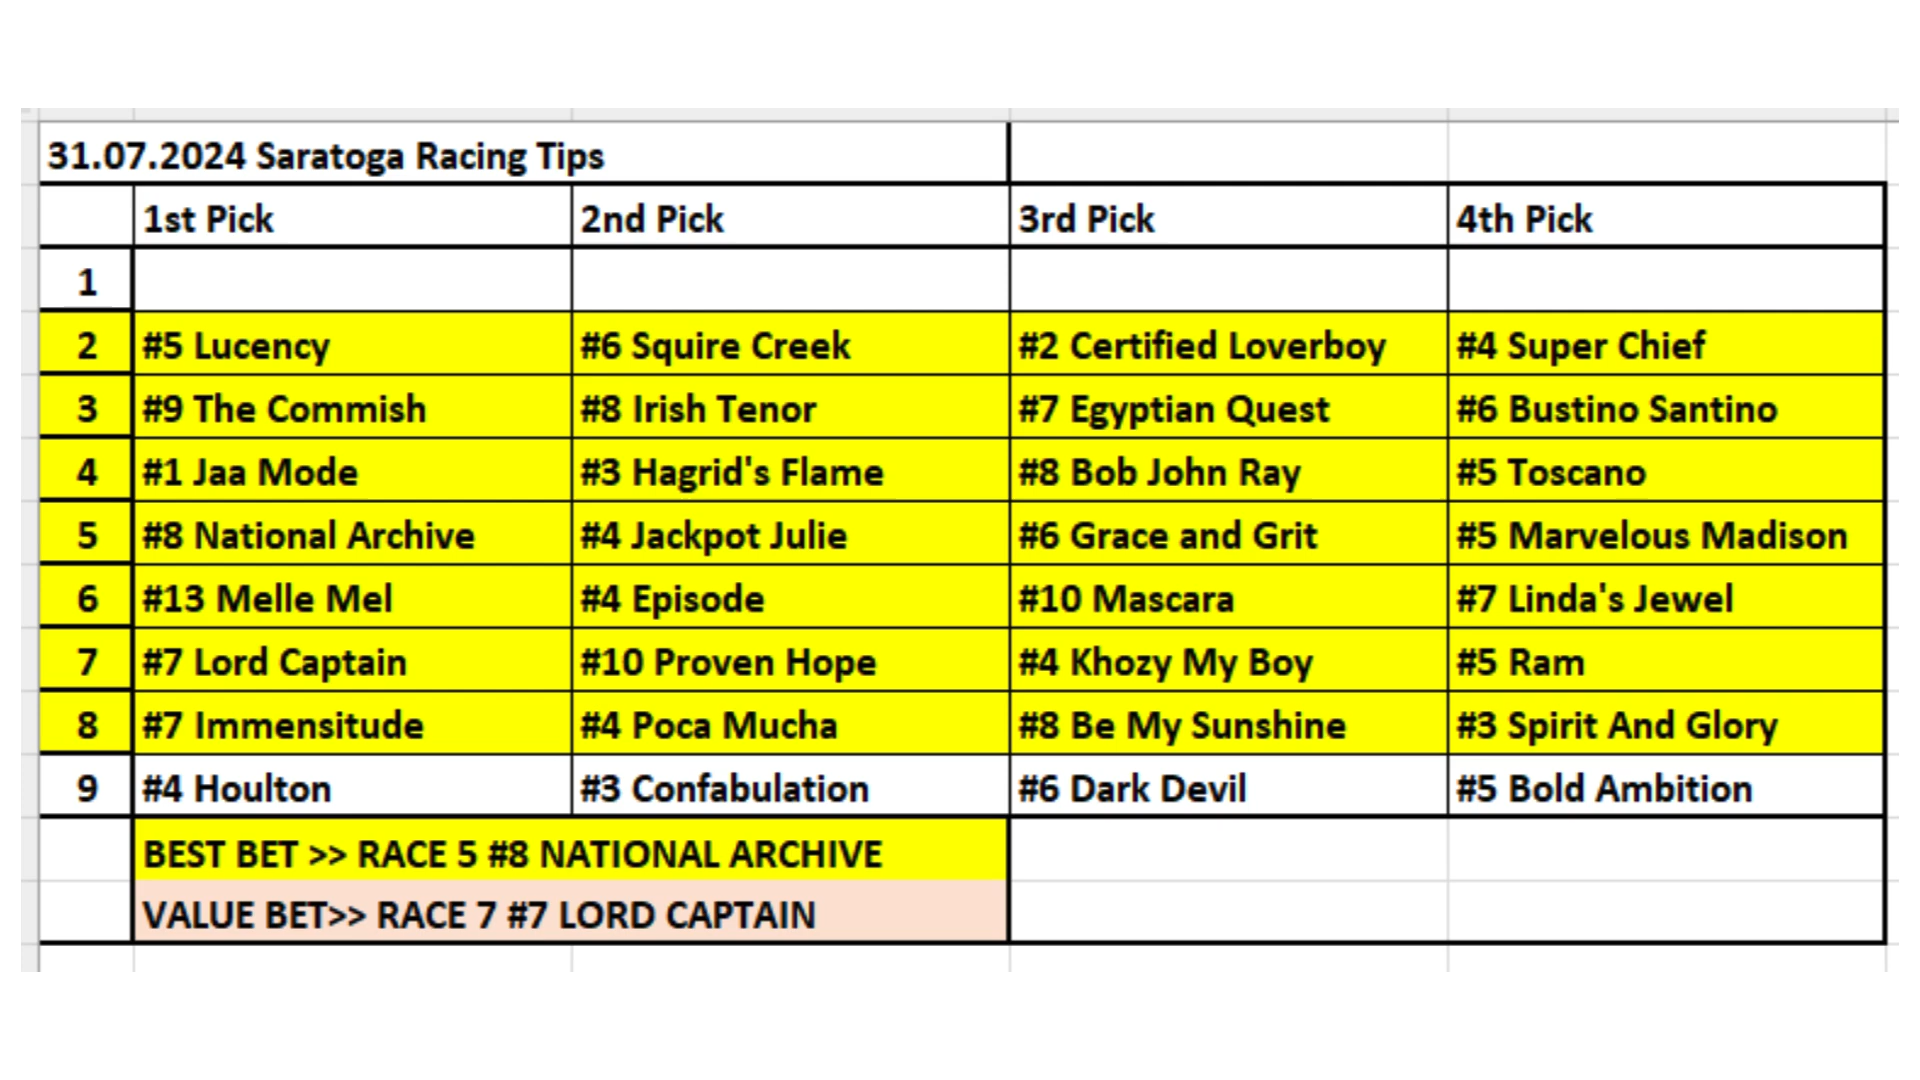 31.07.2024 Saratoga Racing Tips
1st Pick 2nd Pick 3rd Pick 4th Pick
1
2 #5 Lucency #6 Squire Creek #2 Certified Loverboy #4 Super Chief
3 #9 The Commish #8 Irish Tenor #7 Egyptian Quest #6 Bustino Santino
4 #1 Jaa Mode #3 Hagrid's Flame #8 Bob John Ray #5 Toscano
5 #8 National Archive #4 Jackpot Julie #6 Grace and Grit #5 Marvelous Madison
6 #13 Melle Mel #4 Episode #10 Mascara #7 Linda's Jewel
7 #7 Lord Captain #10 Proven Hope #4 Khozy My Boy #5 Ram
8 #7 Immensitude #4 Poca Mucha #8 Be My Sunshine #3 Spirit And Glory
9 #4 Houlton #3 Confabulation #6 Dark Devil #5 Bold Ambition
BEST BET >> RACE 5 #8 NATIONAL ARCHIVE
VALUE BET>> RACE 7 #7 LORD CAPTAIN